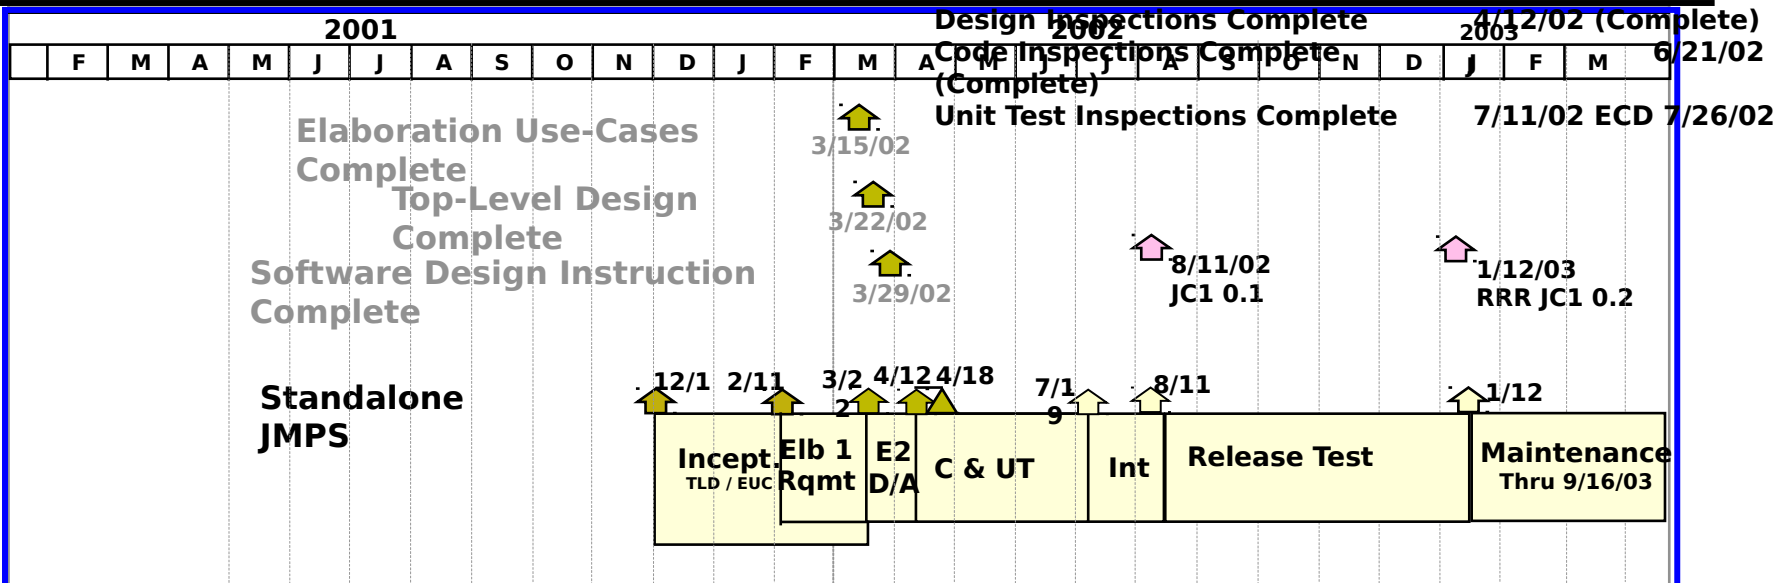 Design Inspections Complete 4/12/02 (Complete)
2001 2002 2003
Code Inspections Complete 6/21/02
F M A M J J A S O N D J F M A M J J A S O N D J F M
(Complete)
Unit Test Inspections Complete 7/11/02 ECD 7/26/02
Elaboration Use-Cases
Complete
3/15/02
Top-Level Design
Complete
3/22/02
Software Design Instruction
Complete
3/29/02
8/11/02
JC1 0.1
1/12/03
RRR JC1 0.2
Standalone
JMPS
12/1 2/11 3/2 4/12 4/18 7/1 8/11 1/12
2 9
Incept.
TLD / EUC
Elb 1
Rqmt
E2
D/A
C & UT
Int
Release Test
Maintenance
Thru 9/16/03